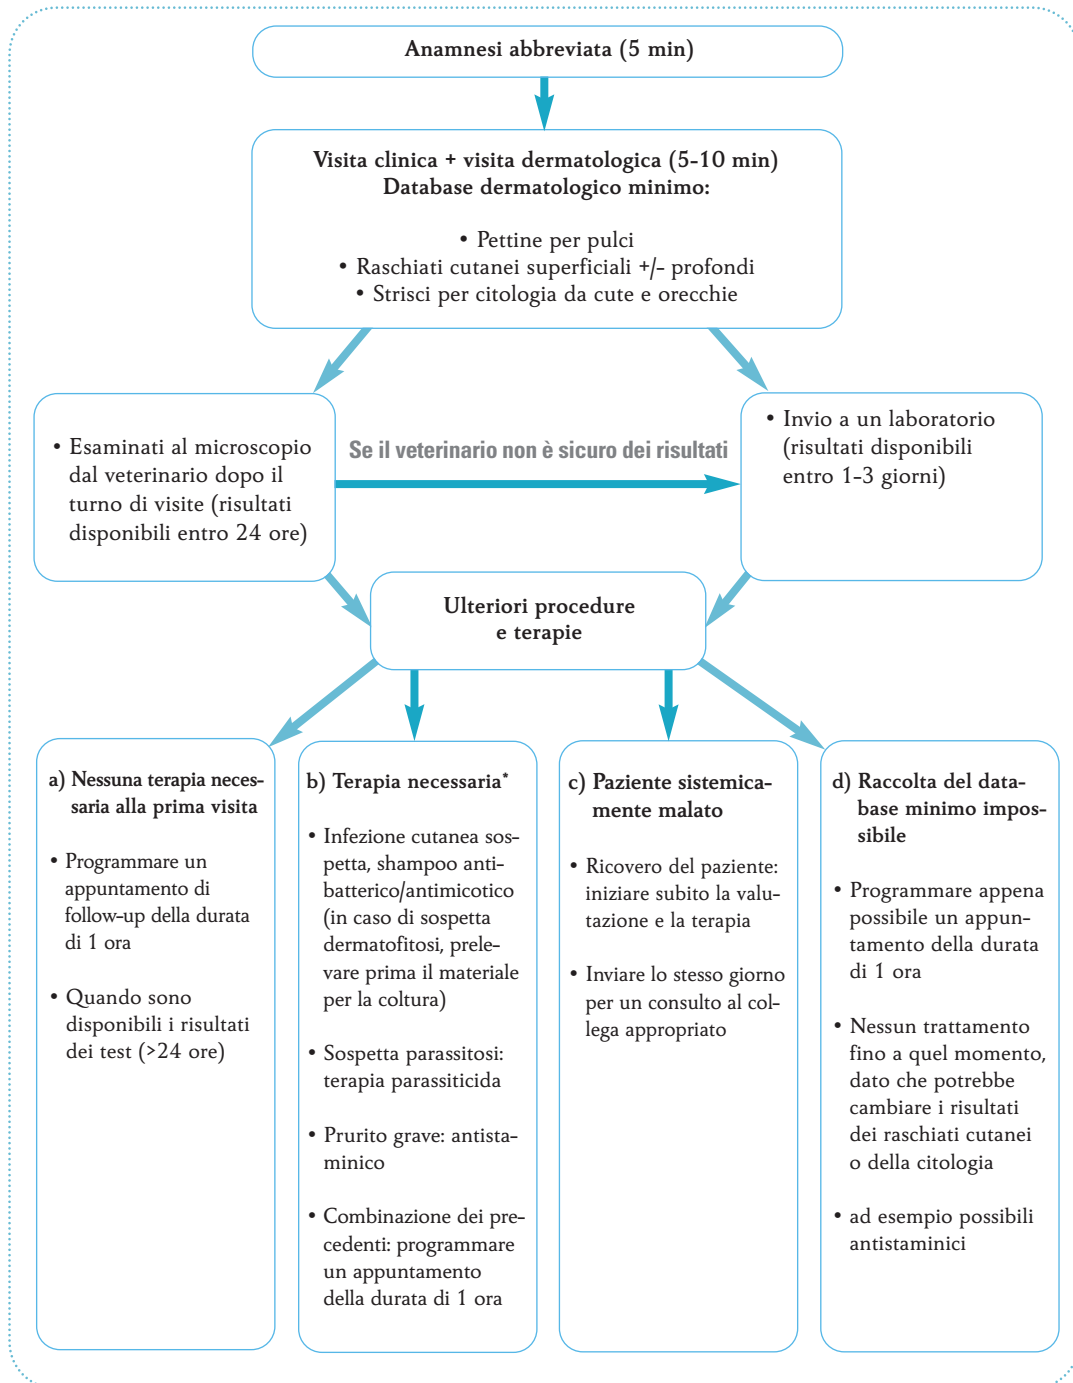 Anamnesi abbreviata (5 min)
Visita clinica + visita dermatologica (5-10 min)
Database dermatologico minimo:
• Pettine per pulci
• Raschiati cutanei superficiali +/- profondi
• Strisci per citologia da cute e orecchie
• Esaminati al microscopio
dal veterinario dopo il
turno di visite (risultati
disponibili entro 24 ore)
Se il veterinario non è sicuro dei risultati
• Invio a un laboratorio
(risultati disponibili
entro 1-3 giorni)
Ulteriori procedure
e terapie
a) Nessuna terapia neces-
saria alla prima visita
• Programmare un
appuntamento di
follow-up della durata
di 1 ora
• Quando sono
disponibili i risultati
dei test (>24 ore)
b) Terapia necessaria*
• Infezione cutanea so-
spetta, shampoo anti-
batterico/antimicotico
(in caso di sospetta
dermatofitosi, prele-
vare prima il materiale
per la coltura)
• Sospetta parassitosi:
terapia parassiticida
• Prurito grave: antista-
minico
• Combinazione dei pre-
cedenti: programmare
un appuntamento
della durata di 1 ora
c) Paziente sistemica-
mente malato
• Ricovero del paziente:
iniziare subito la valu-
tazione e la terapia
• Inviare lo stesso giorno
per un consulto al col-
lega appropriato
d) Raccolta del data-
base minimo impos-
sibile
• Programmare appena
possibile un appun-
tamento della durata
di 1 ora
• Nessun trattamento
fino a quel momento,
dato che potrebbe
cambiare i risultati
dei raschiati cutanei
o della citologia
• ad esempio possibili
antistaminici